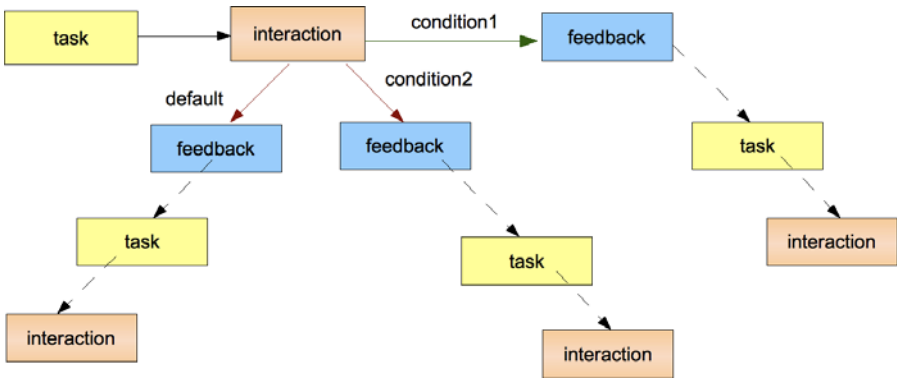 task
interaction
condition1
feedback
default
condition2
feedback
feedback
task
task
task
interaction
interaction
interaction